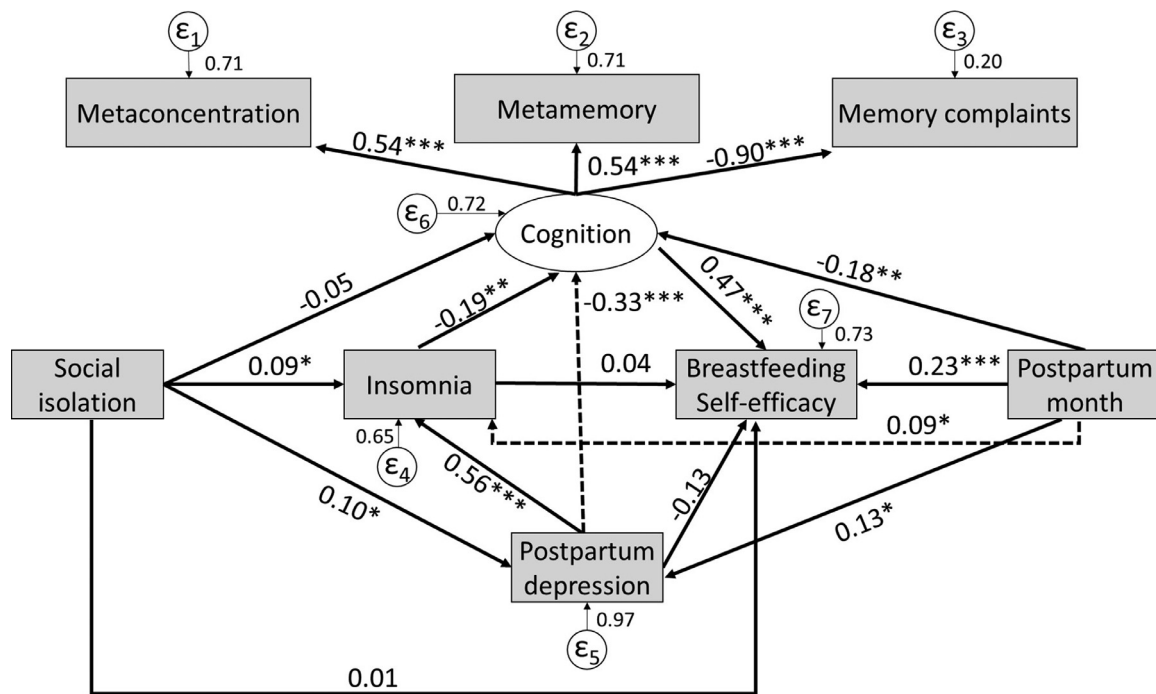 ε1
ε2
ε3
0.71
0.71
0.20
Metaconcentration
Metamemory
Memory complaints
0.54***
0.54***
-0.90***
ε6
0.72
Cognition
-0.05
-0.19**
-0.33***
0.47***
-0.18**
ε7
0.73
Social
isolation
0.09*
Insomnia
0.04
Breastfeeding
Self-efficacy
0.23***
Postpartum
month
0.65
ε4
0.09*
0.10*
0.56***
-0.13
0.13*
Postpartum
depression
0.97
ε5
0.01